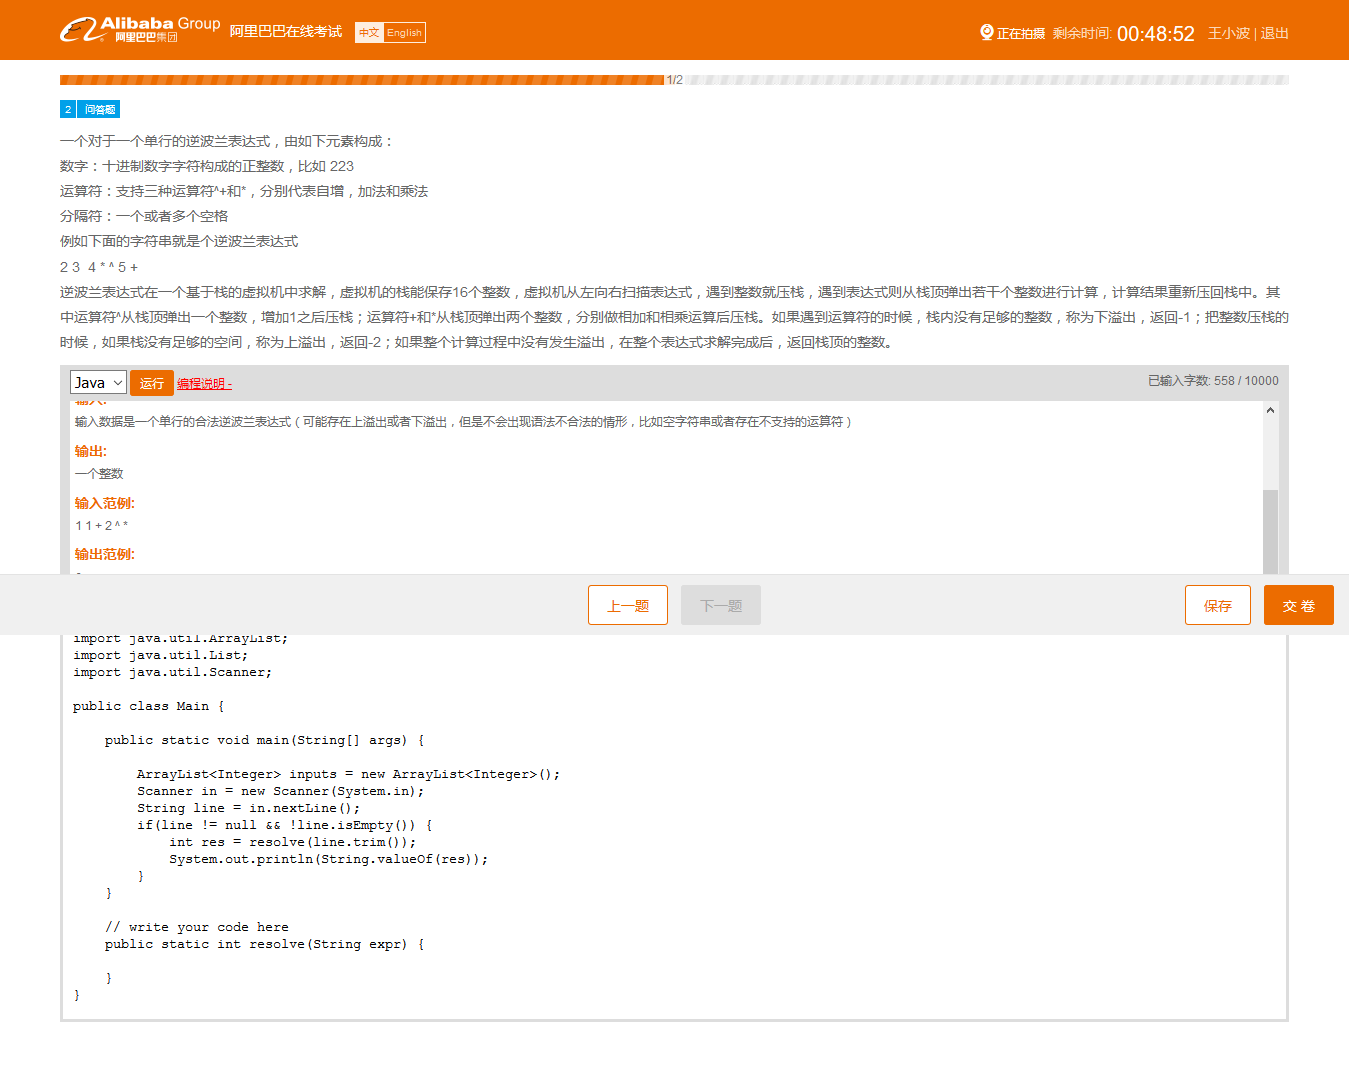 Alibaba Group
阿里巴巴集团
阿里巴巴在线考试
中文 English
正在拍摄 剩余时间: 00:48:52 王小波 | 退出
1/2
2 问答题
一个对于一个单行的逆波兰表达式，由如下元素构成：
数字：十进制数字字符构成的正整数，比如 223
运算符：支持三种运算符^+和*，分别代表自增，加法和乘法
分隔符：一个或者多个空格
例如下面的字符串就是个逆波兰表达式
2 3  4 * ^ 5 +
逆波兰表达式在一个基于栈的虚拟机中求解，虚拟机的栈能保存16个整数，虚拟机从左向右扫描表达式，遇到整数就压栈，遇到表达式则从栈顶弹出若干个整数进行计算，计算结果重新压回栈中。其
中运算符^从栈顶弹出一个整数，增加1之后压栈；运算符+和*从栈顶弹出两个整数，分别做相加和相乘运算后压栈。如果遇到运算符的时候，栈内没有足够的整数，称为下溢出，返回-1；把整数压栈的
时候，如果栈没有足够的空间，称为上溢出，返回-2；如果整个计算过程中没有发生溢出，在整个表达式求解完成后，返回栈顶的整数。
Java 运行 编程说明 - 已输入字数: 558 / 10000
输入:
输入数据是一个单行的合法逆波兰表达式（可能存在上溢出或者下溢出，但是不会出现语法不合法的情形，比如空字符串或者存在不支持的运算符）
输出:
一个整数
输入范例:
1 1 + 2 ^ *
输出范例:
上一题 下一题 保存 交 卷
import java.util.ArrayList;
import java.util.List;
import java.util.Scanner;
public class Main {
    public static void main(String[] args) {
        ArrayList<Integer> inputs = new ArrayList<Integer>();
        Scanner in = new Scanner(System.in);
        String line = in.nextLine();
        if(line != null && !line.isEmpty()) {
            int res = resolve(line.trim());
            System.out.println(String.valueOf(res));
        }
    }
    // write your code here
    public static int resolve(String expr) {
    }
}